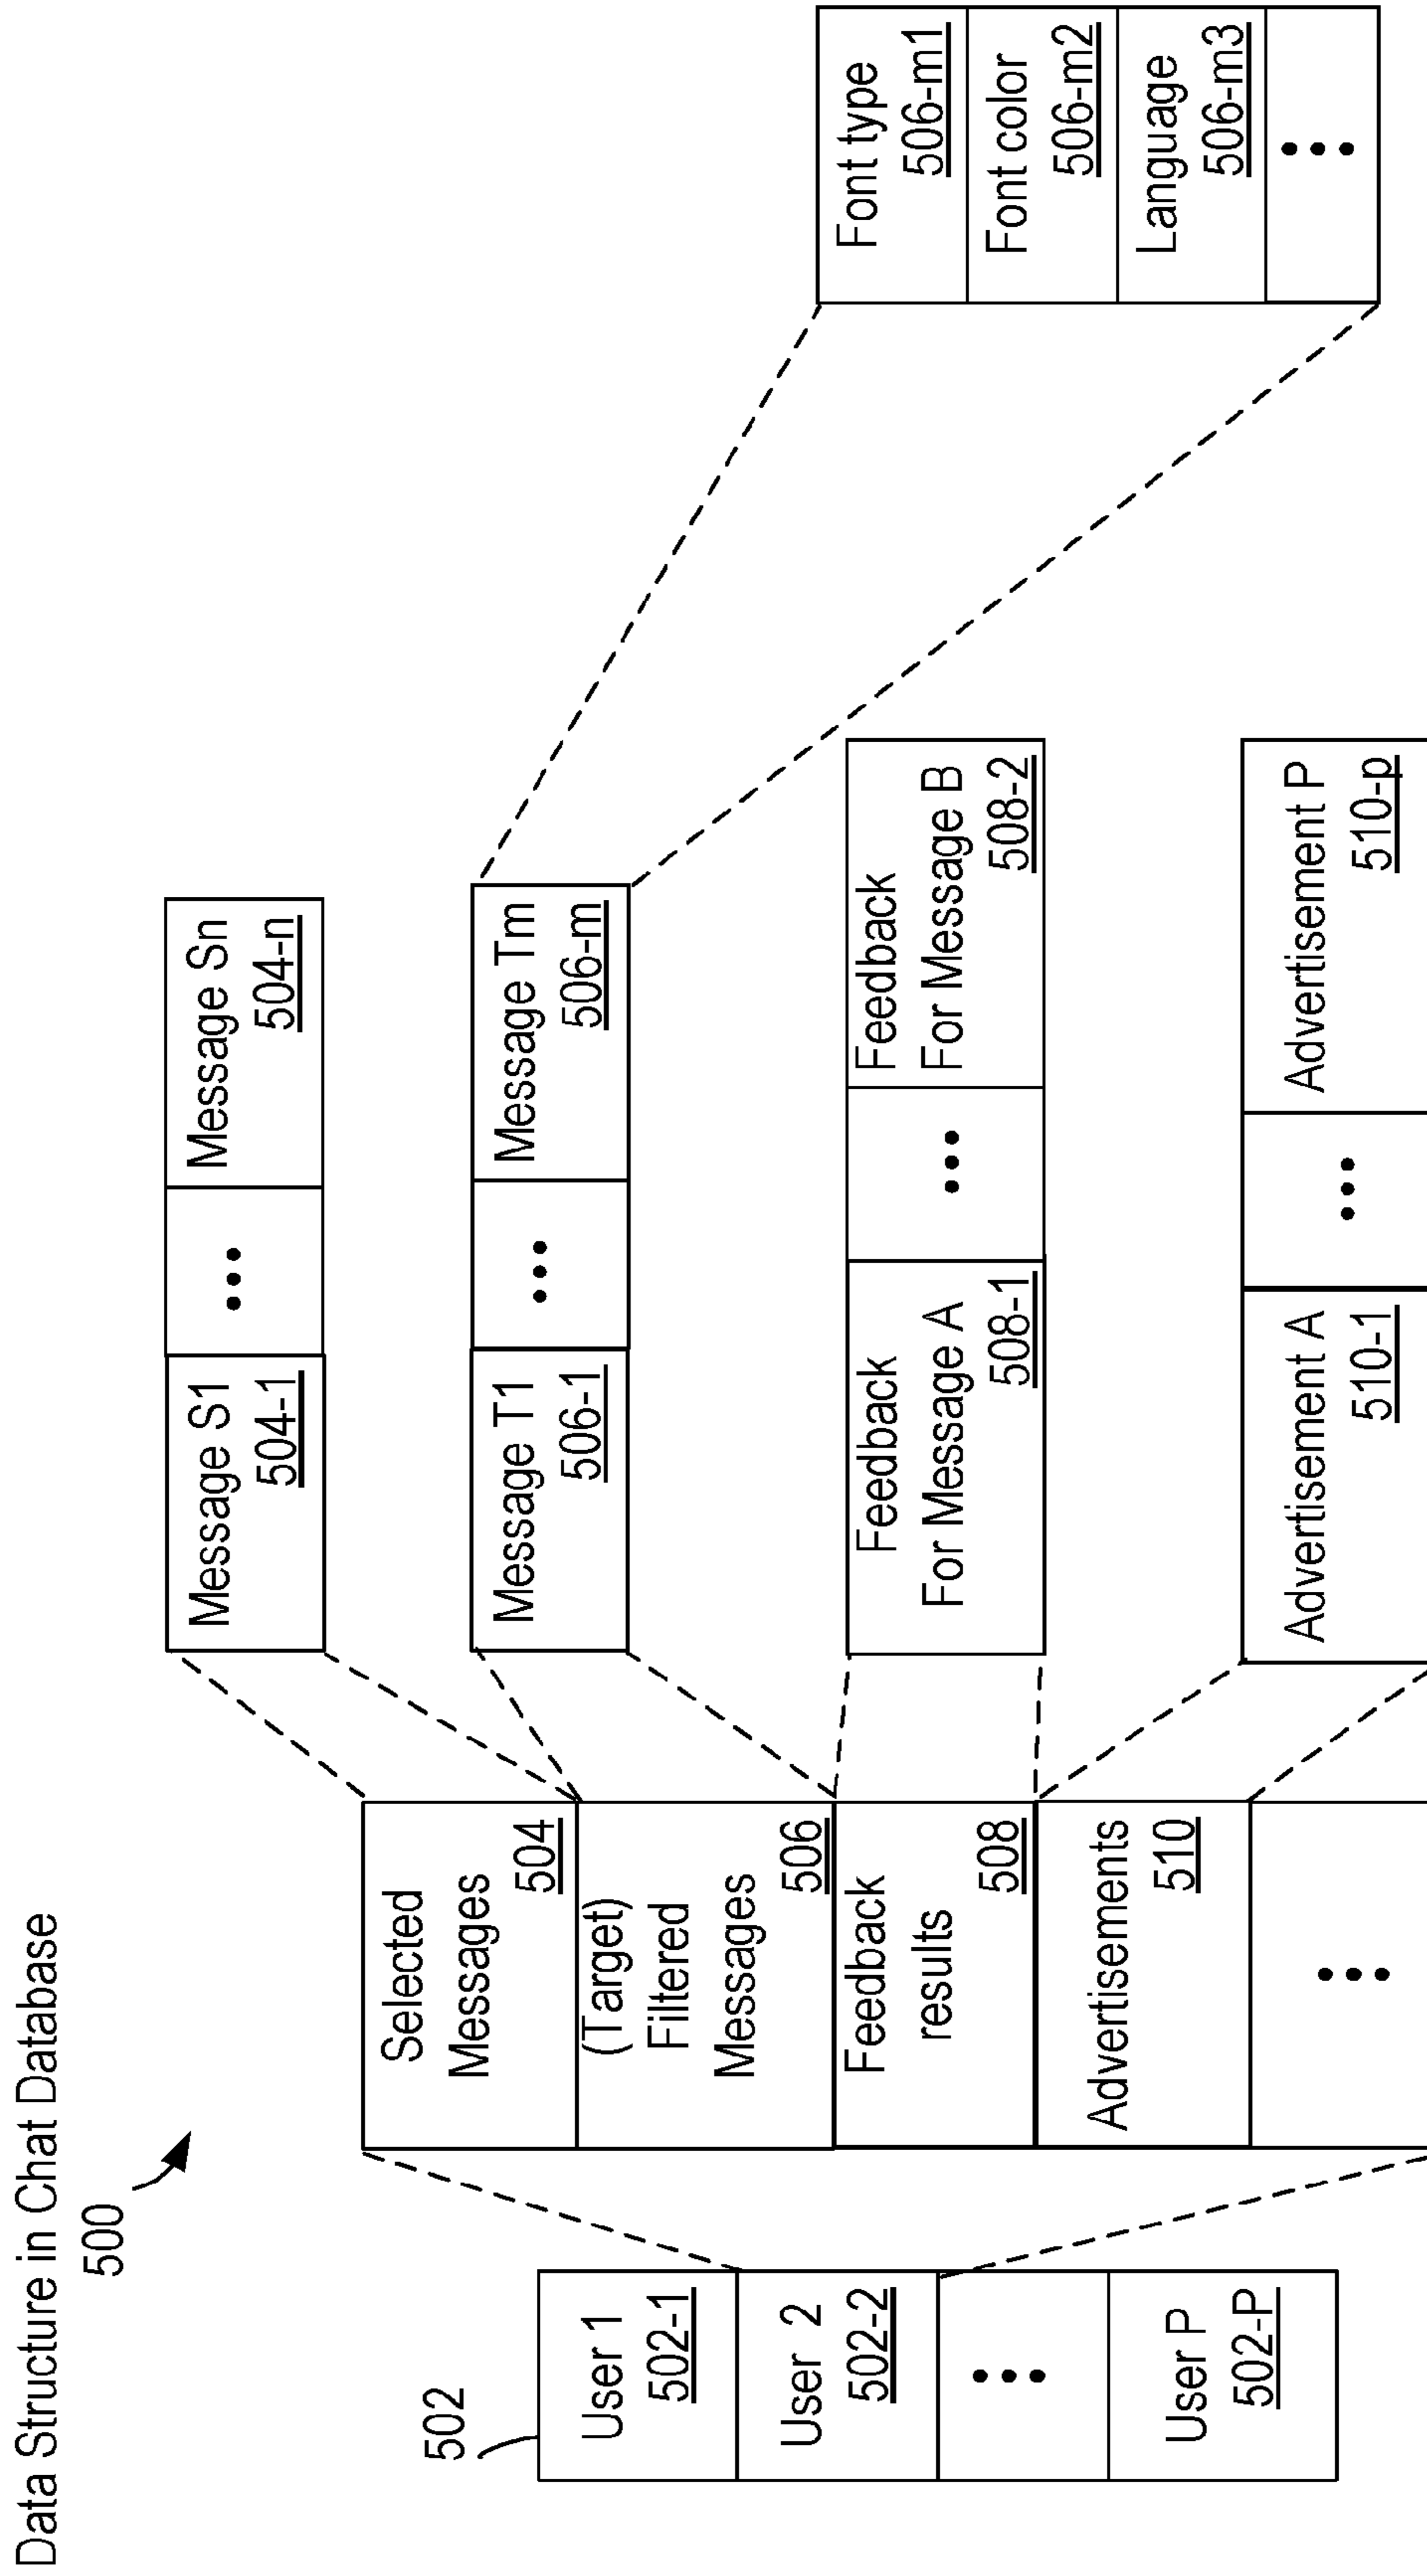 Data Structure in Chat Database
500
502
User 1
502-1
User 2
502-2
•••
User P
502-P
Selected
Messages
504
(Target)
Filtered
Messages
506
Feedback
results
508
Advertisements
510
•••
Message S1
504-1
•••
Message Sn
504-n
Message T1
506-1
•••
Message Tm
506-m
Feedback
For Message A
508-1
•••
Feedback
For Message B
508-2
Advertisement A
510-1
•••
Advertisement P
510-p
Font type
506-m1
Font color
506-m2
Language
506-m3
•••